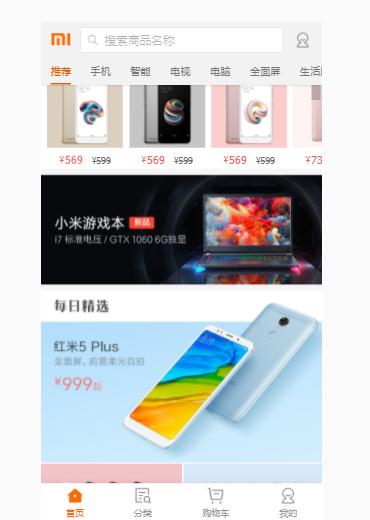 搜索商品名称
推荐 手机 智能 电视 电脑 全面屏 生活
¥569 ¥599 ¥569 ¥599 ¥569 ¥599 ¥73
小米游戏本 新品
i7 标准电压 / GTX 1060 6G独显
每日精选
红米5 Plus
全面屏, 前置柔光自拍
¥999起
首页 分类 购物车 我的